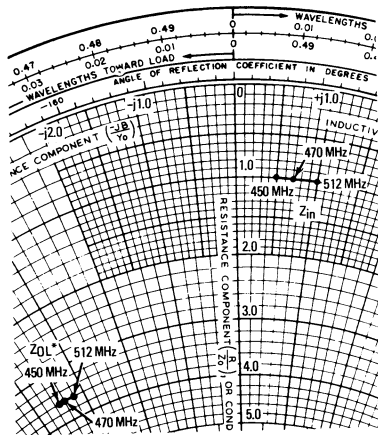 WAVELENGTHS
0.49
0
0.01
0.48
0.01
0
0.49
0.47
0.02
0.03
WAVELENGTHS TOWARD LOAD
-180
ANGLE OF REFLECTION COEFFICIENT IN DEGREES
-j1.0
0
+j1.0
-j2.0
INDUCTIV
NCE COMPONENT (-JB/Yo)
470 MHz
1.0
450 MHz
512 MHz
Zin
2.0
RESISTANCE COMPONENT (R/Zo), OR COND
3.0
ZOL*
512 MHz
4.0
450 MHz
470 MHz
5.0